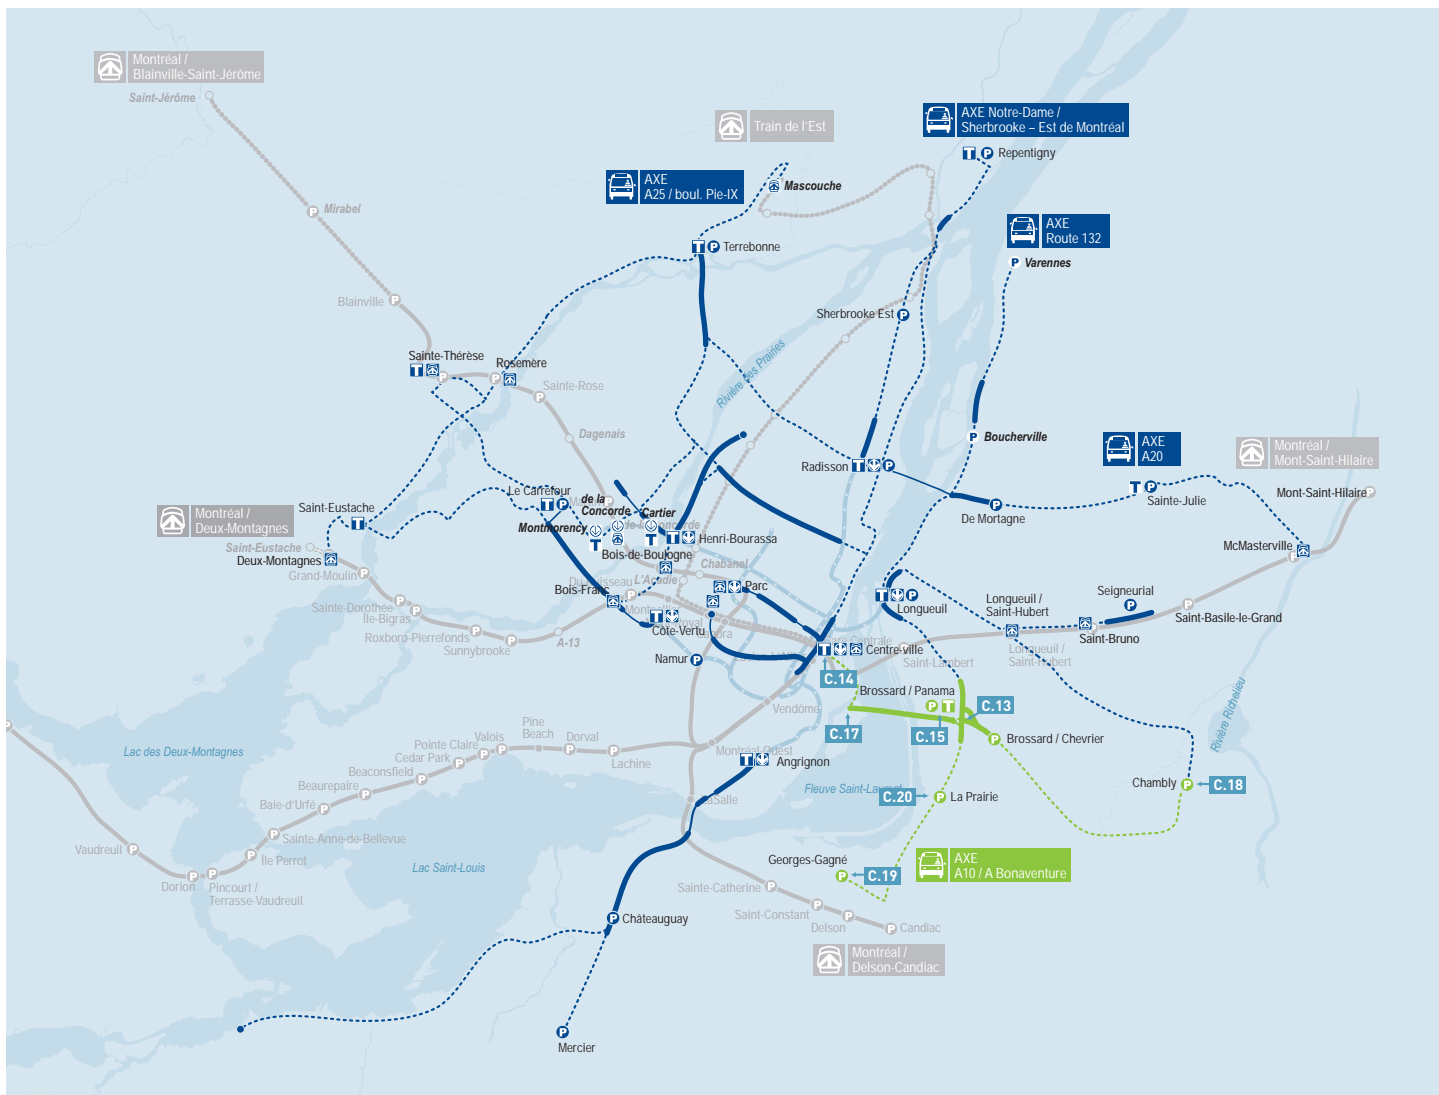 Montréal /
Blainville-Saint-Jérôme
Saint-Jérôme
Train de l'Est
AXE Notre-Dame /
Sherbrooke – Est de Montréal
Repentigny
AXE
A25 / boul. Pie-IX
Mascouche
Mirabel
AXE
Route 132
Terrebonne
Varennes
Blainville
Sherbrooke Est
Sainte-Thérèse
Rosemère
Sainte-Rose
Rivière des Prairies
Dagenais
Boucherville
AXE
A20
Montréal /
Mont-Saint-Hilaire
Radisson
Mont-Saint-Hilaire
Sainte-Julie
Le Carrefour
de la
Concorde
Cartier
Montmorency
De Mortagne
Saint-Eustache
Montréal /
Deux-Montagnes
Henri-Bourassa
Saint-Eustache
Deux-Montagnes
Bois-de-Boulogne
McMasterville
Chabanel
Grand-Moulin
Du Ruisseau
L'Acadie
Bois-Franc
Parc
Seigneurial
Longueuil /
Saint-Hubert
Longueuil
Sainte-Dorothée
Île-Bigras
Saint-Basile-le-Grand
Roxboro-Pierrefonds
Côte-Vertu
Saint-Bruno
Sunnybrooke
A-13
Gare Centrale
Centre-ville
Longueuil /
Saint-Hubert
Namur
Saint-Lambert
C.14
Brossard / Panama
C.13
Vendôme
C.17
C.15
Brossard / Chevrier
Rivière Richelieu
Pine
Beach
Valois
Dorval
Pointe Claire
Lac des Deux-Montagnes
Cedar Park
Lachine
Montréal Ouest
Angrignon
Beaconsfield
Beaurepaire
Chambly
C.18
Fleuve Saint-Laurent
C.20
La Prairie
Baie-d'Urfé
LaSalle
Sainte-Anne-de-Bellevue
Vaudreuil
Île Perrot
Georges-Gagné
C.19
AXE
A10 / A Bonaventure
Lac Saint-Louis
Dorion
Pincourt /
Terrasse-Vaudreuil
Sainte-Catherine
Saint-Constant
Châteauguay
Delson
Candiac
Montréal /
Delson-Candiac
Mercier